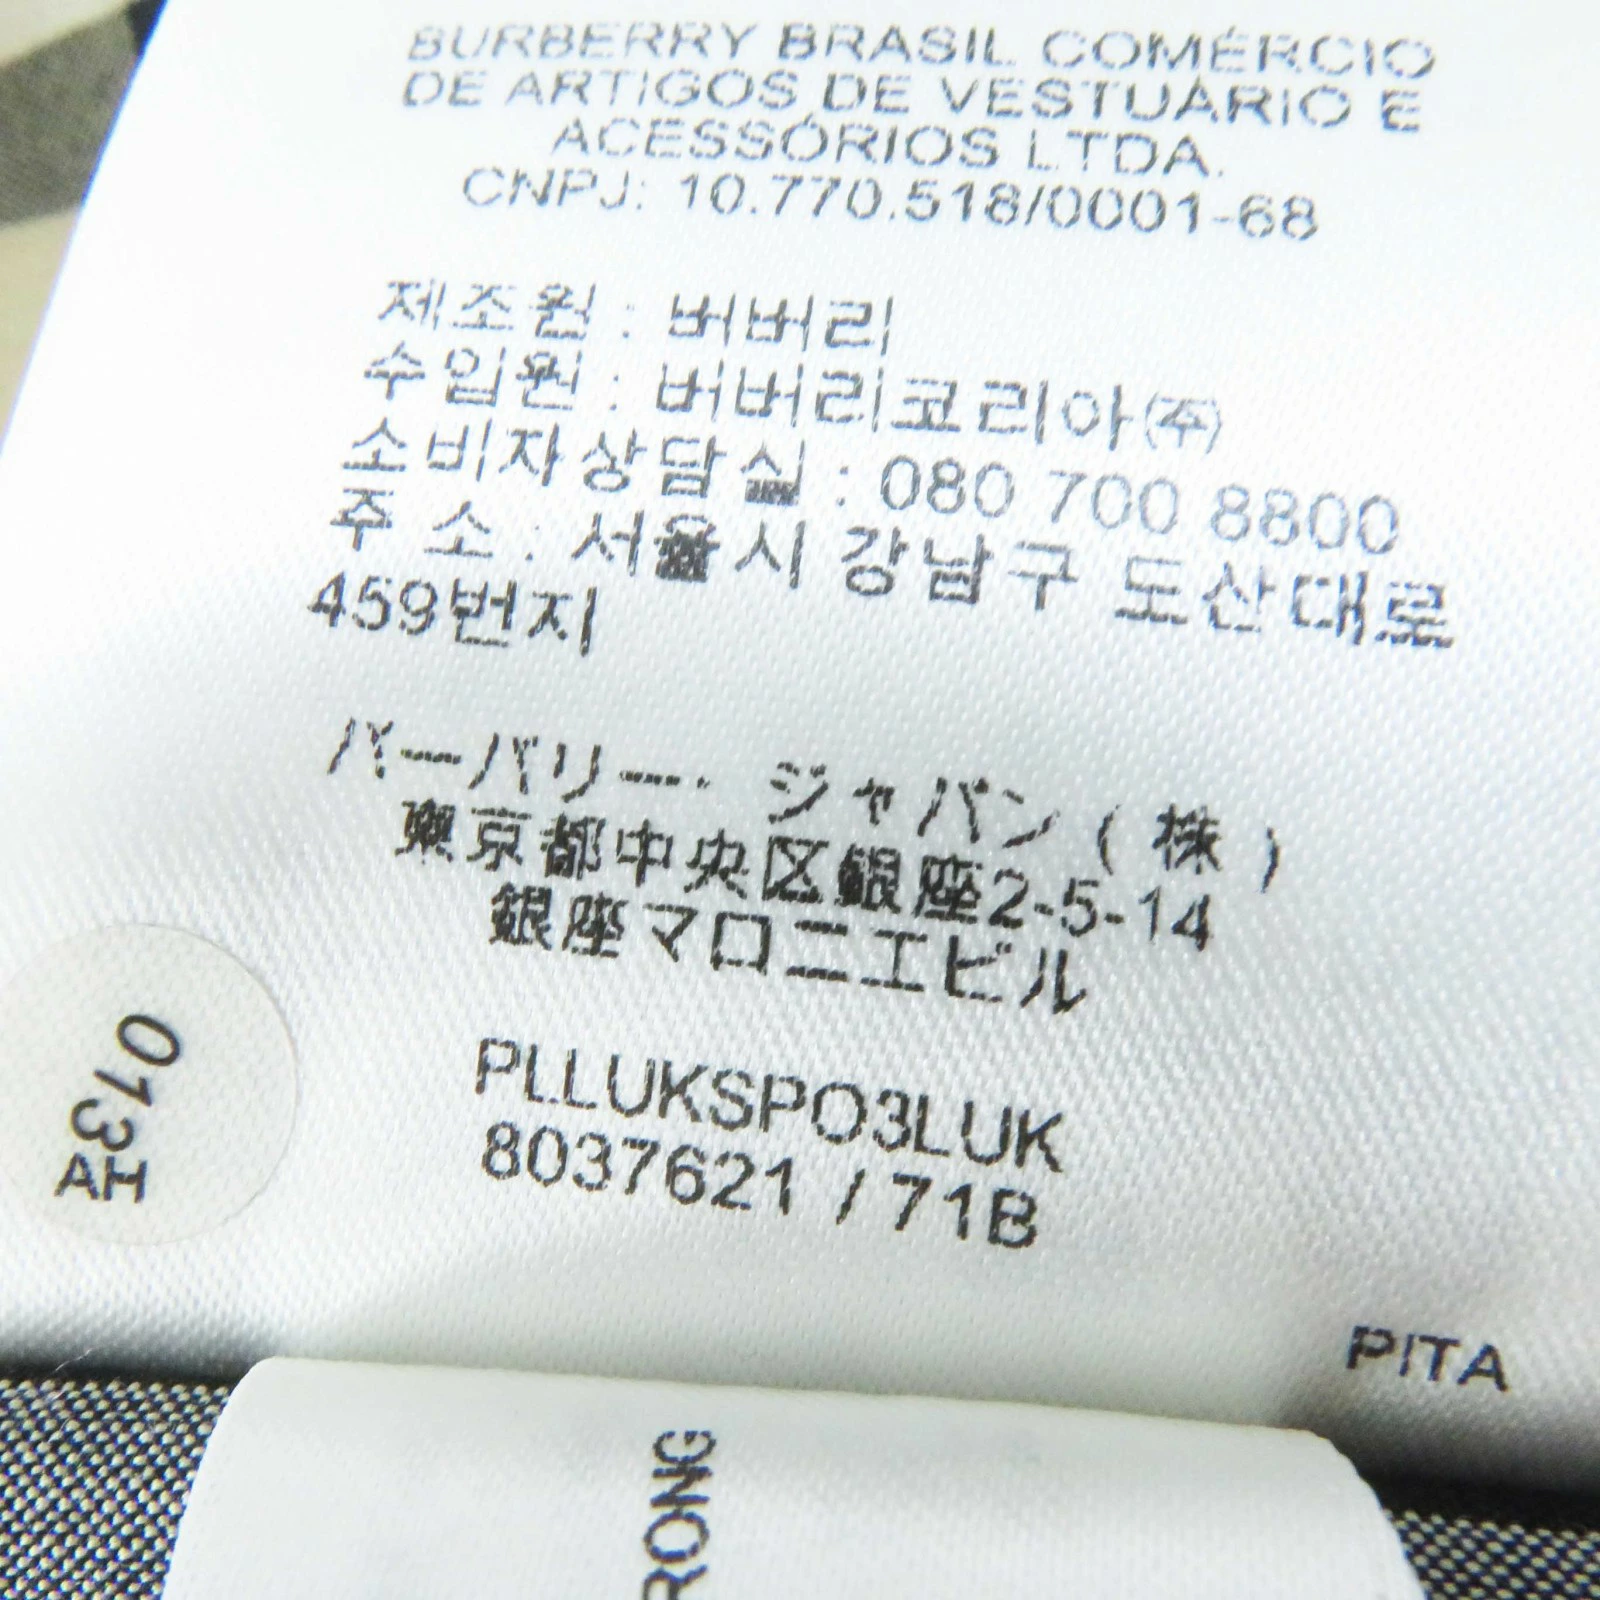 BURBERRY BRASIL COMÉRCIO
DE ARTIGOS DE VESTUÁRIO E
ACESSÓRIOS LTDA.
CNPJ: 10.770.518/0001-68
제조원 : 버버리
수입원 : 버버리코리아(주)
소비자상담실 : 080 700 8800
주 소 : 서울시 강남구 도산대로
459번지
バーバリー・ジャパン(株)
東京都中央区銀座2-5-14
銀座マロニエビル
PLLUKSPO3LUK
8037621 / 71B
013
AH
PITA
RONG